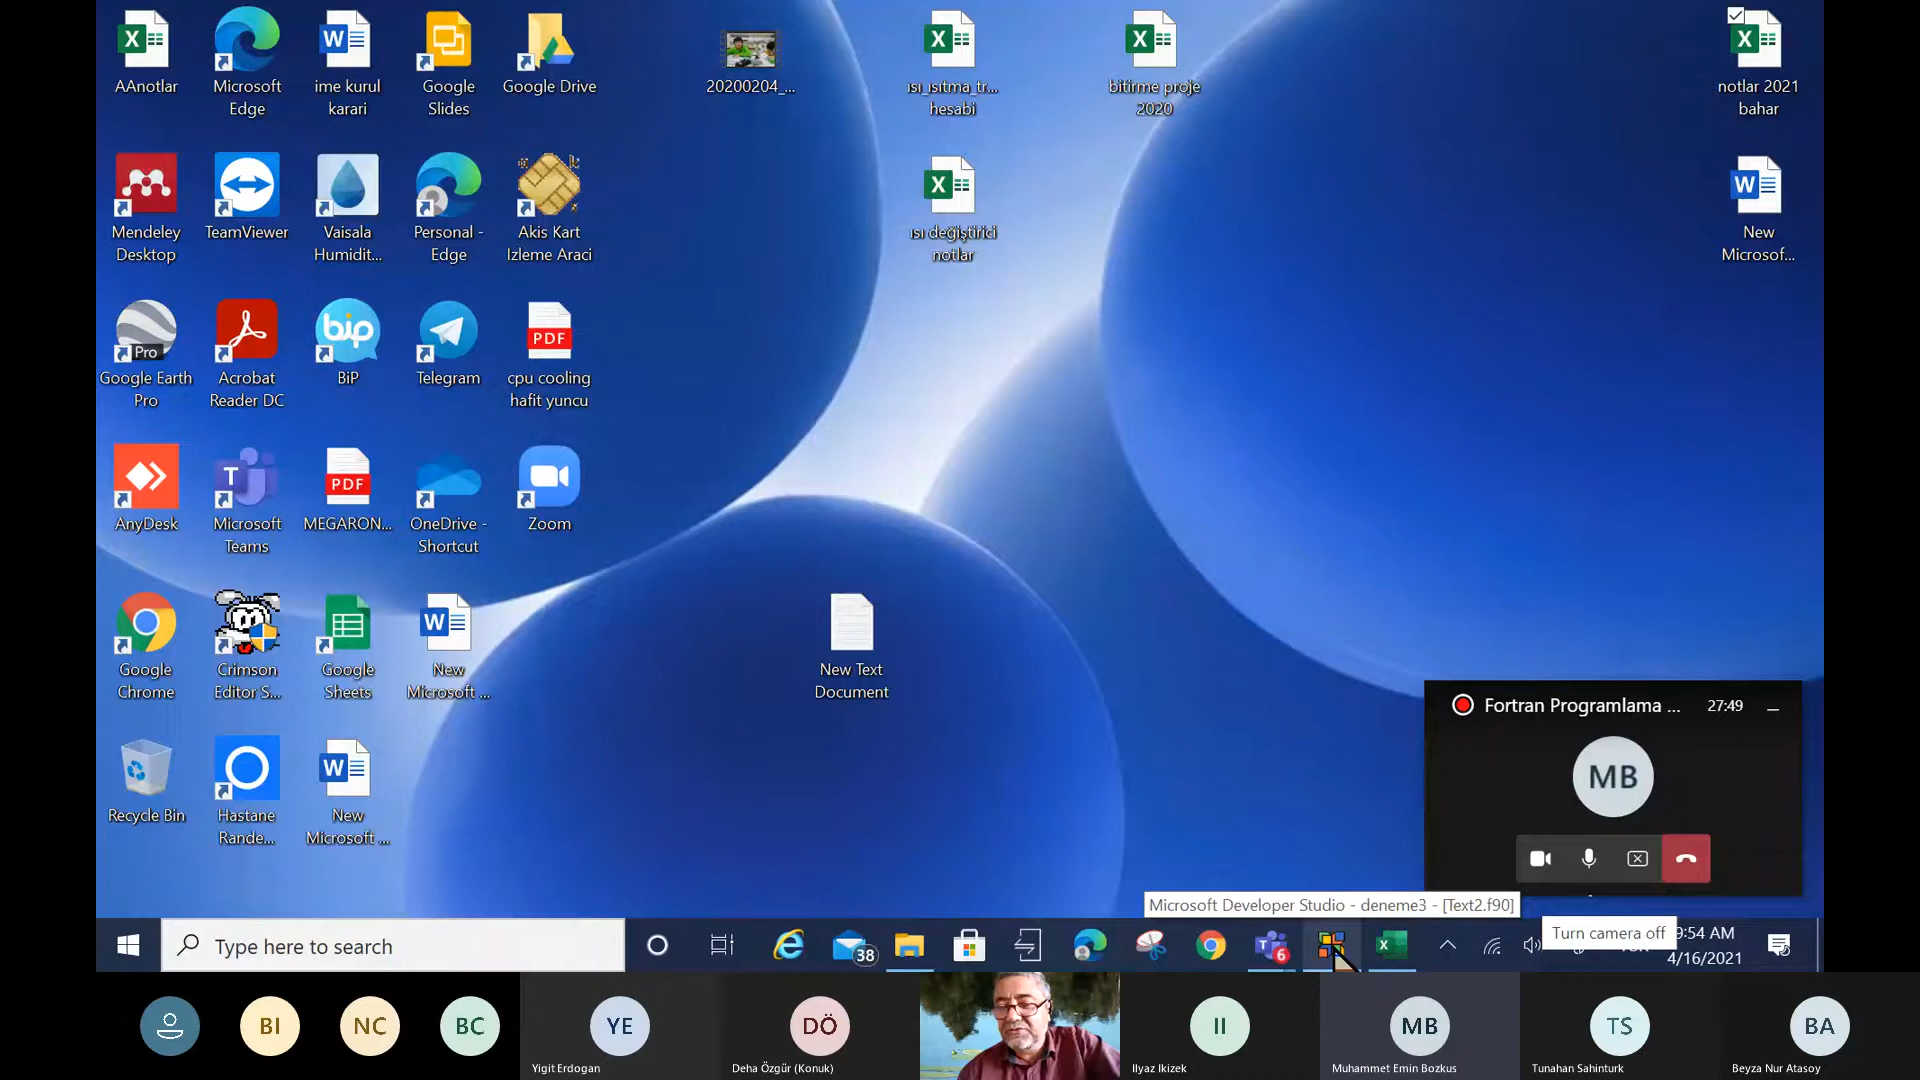 AAnotlar
Microsoft
Edge
ime kurul
karari
Google
Slides
Google Drive
20200204_...
ısı_ısıtma_tr...
hesabi
bitirme proje
2020
notlar 2021
bahar
Mendeley
Desktop
TeamViewer
Vaisala
Humidit...
Personal -
Edge
Akis Kart
Izleme Araci
ısı değiştirici
notlar
New
Microsof...
Pro
Google Earth
Pro
Acrobat
Reader DC
bip
BiP
Telegram
PDF
cpu cooling
hafit yuncu
AnyDesk
T
Microsoft
Teams
PDF
MEGARON...
OneDrive -
Shortcut
Zoom
Google
Chrome
Crimson
Editor S...
Google
Sheets
New
Microsoft ...
New Text
Document
Recycle Bin
Hastane
Rande...
New
Microsoft ...
Fortran Programlama ...
27:49
MB
Microsoft Developer Studio - deneme3 - [Text2.f90]
Turn camera off
Type here to search
38
6
9:54 AM
4/16/2021
BI
NC
BC
YE
Yigit Erdogan
DÖ
Deha Özgür (Konuk)
II
Ilyaz Ikizek
MB
Muhammet Emin Bozkus
TS
Tunahan Sahinturk
BA
Beyza Nur Atasoy